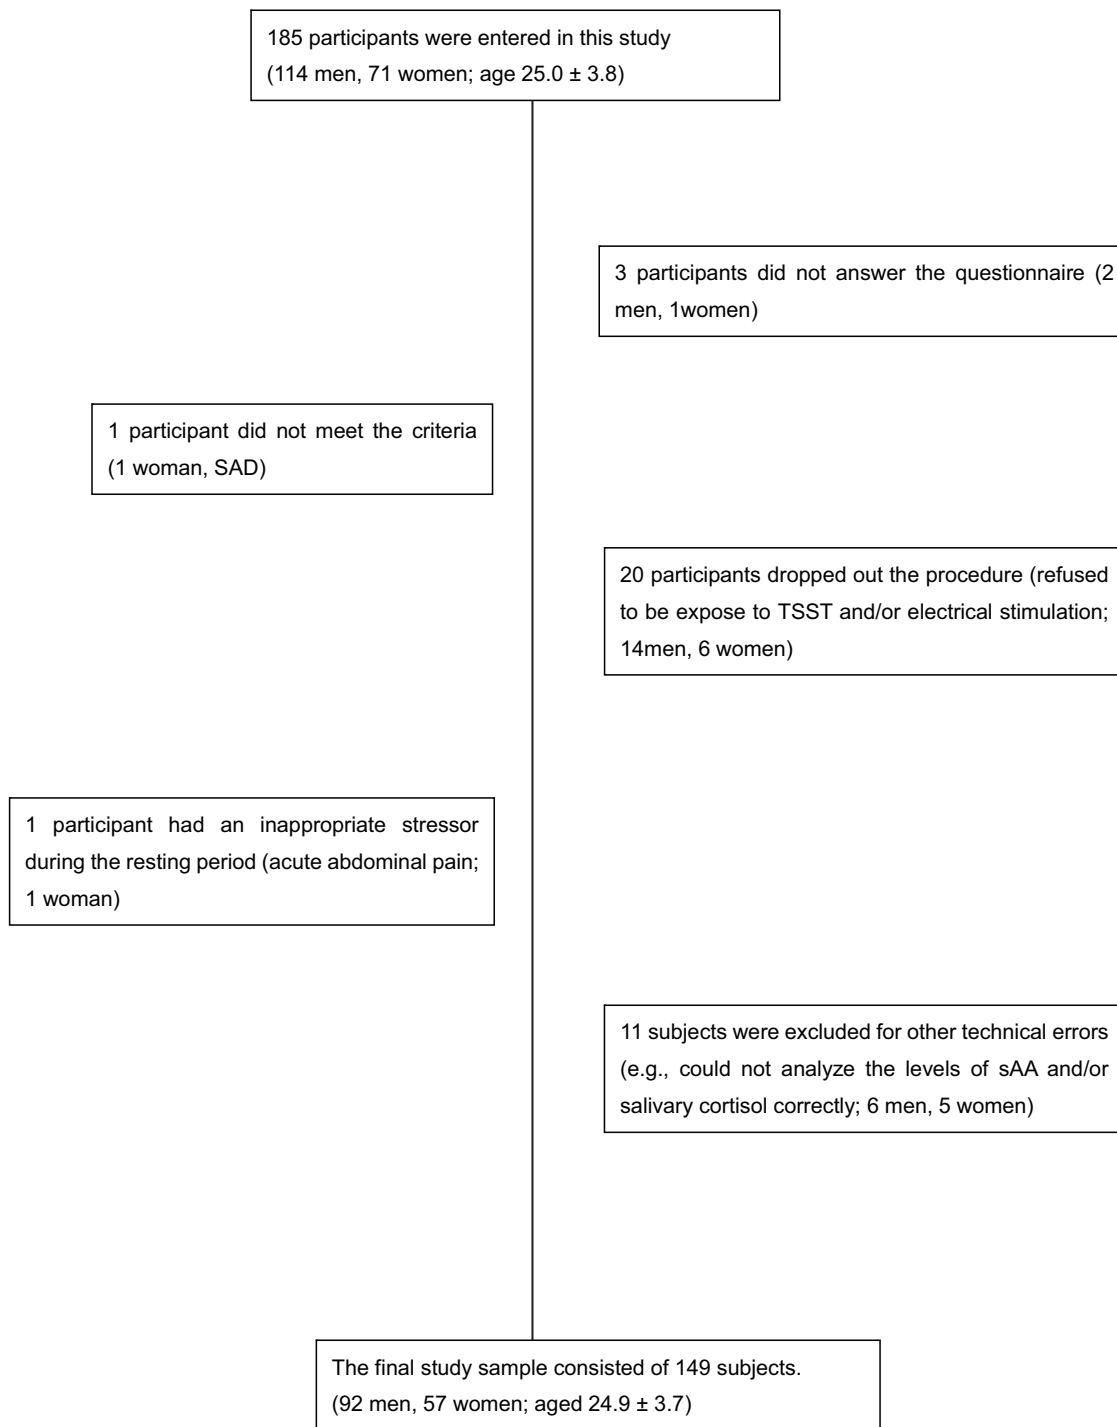 185 participants were entered in this study
(114 men, 71 women; age 25.0 ± 3.8)
3 participants did not answer the questionnaire (2
men, 1women)
1 participant did not meet the criteria
(1 woman, SAD)
20 participants dropped out the procedure (refused
to be expose to TSST and/or electrical stimulation;
14men, 6 women)
1 participant had an inappropriate stressor
during the resting period (acute abdominal pain;
1 woman)
11 subjects were excluded for other technical errors
(e.g., could not analyze the levels of sAA and/or
salivary cortisol correctly; 6 men, 5 women)
The final study sample consisted of 149 subjects.
(92 men, 57 women; aged 24.9 ± 3.7)